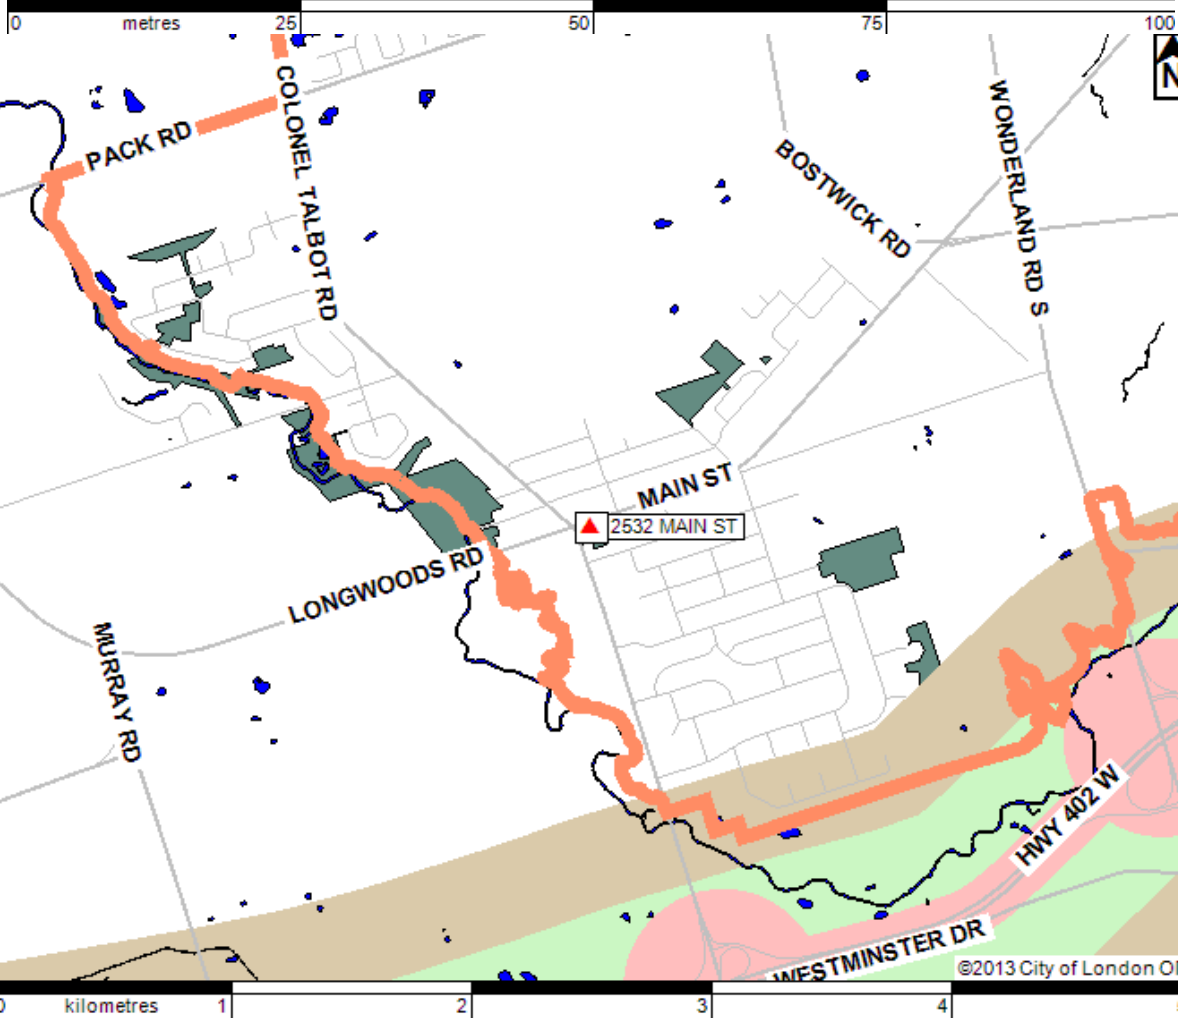 0 metres 25 50 75 100
N
COLONEL TALBOT RD
WONDERLAND RD S
PACK RD
BOSTWICK RD
MAIN ST
2532 MAIN ST
LONGWOODS RD
MURRAY RD
HWY 402 W
WESTMINSTER DR
©2013 City of London O
0 kilometres 1 2 3 4